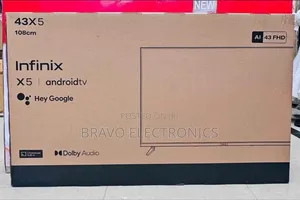 NEW
43X5
108cm
AI 43 FHD
Infinix
X5 | androidtv
Hey Google
BRAVO ELECTRONICS
Dolby Audio